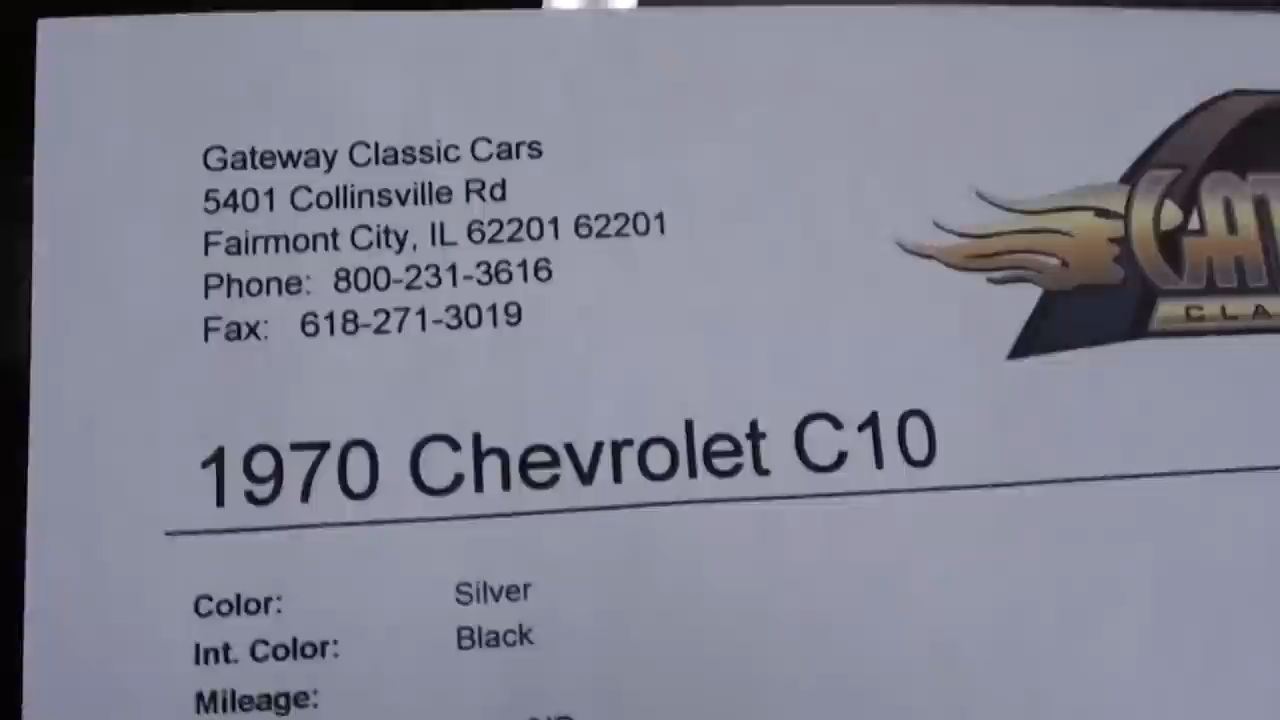 Gateway Classic Cars
5401 Collinsville Rd
Fairmont City, IL 62201 62201
Phone: 800-231-3616
Fax: 618-271-3019
1970 Chevrolet C10
Color: Silver
Int. Color: Black
Mileage: